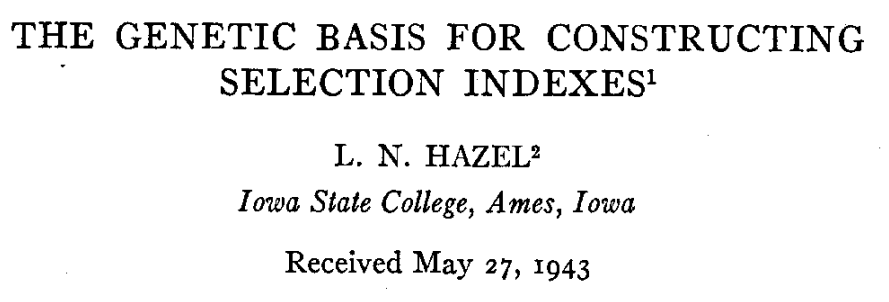 THE GENETIC BASIS FOR CONSTRUCTING
SELECTION INDEXES¹
L. N. HAZEL²
Iowa State College, Ames, Iowa
Received May 27, 1943